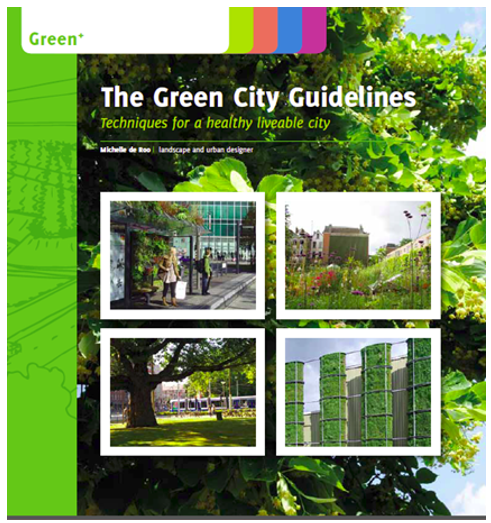 Green+
The Green City Guidelines
Techniques for a healthy liveable city
Michelle de Roo | landscape and urban designer